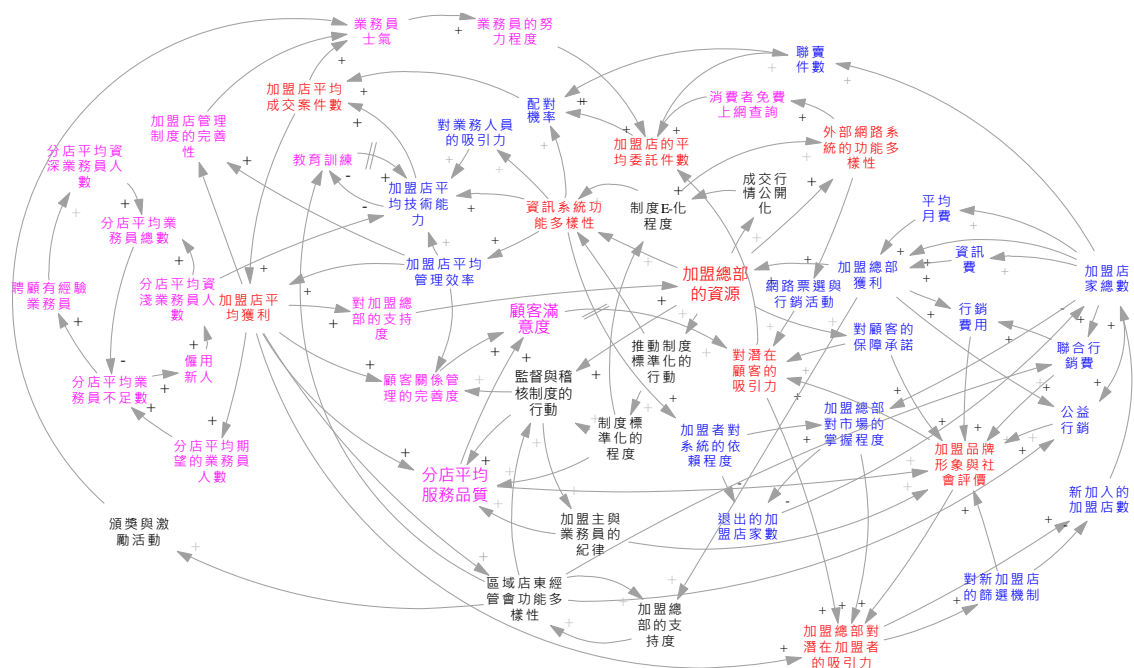 業務員
士氣
業務員的努
力程度
聯賣
件數
加盟店平均
成交案件數
配對
機率
消費者免費
上網查詢
加盟店管理
制度的完善
性
對業務人員
的吸引力
加盟店的平
均委託件數
外部網路系
統的功能多
樣性
分店平均資
深業務員人
數
教育訓練
加盟店平
均技術能
力
資訊系統功
能多樣性
制度E-化
程度
成交行
情公開
化
平均
月費
分店平均業
務員總數
加盟店平均
管理效率
加盟總部
的資源
網路票選與
行銷活動
加盟總部
獲利
資訊
費
加盟店
家總數
聘顧有經驗
業務員
分店平均資
淺業務員人
數
加盟店平
均獲利
對加盟總
部的支持
度
顧客滿
意度
行銷
費用
對顧客的
保障承諾
聯合行
銷費
推動制度
標準化的
行動
對潛在
顧客的
吸引力
僱用
新人
分店平均業
務員不足數
顧客關係管
理的完善度
監督與稽
核制度的
行動
加盟總部
對市場的
掌握程度
公益
行銷
制度標
準化的
程度
加盟者對
系統的依
賴程度
分店平均期
望的業務員
人數
分店平均
服務品質
加盟品牌
形象與社
會評價
新加入的
加盟店數
頒獎與激
勵活動
加盟主與
業務員的
紀律
退出的加
盟店家數
區域店東經
管會功能多
樣性
加盟總
部的支
持度
對新加盟店
的篩選機制
加盟總部對
潛在加盟者
的吸引力